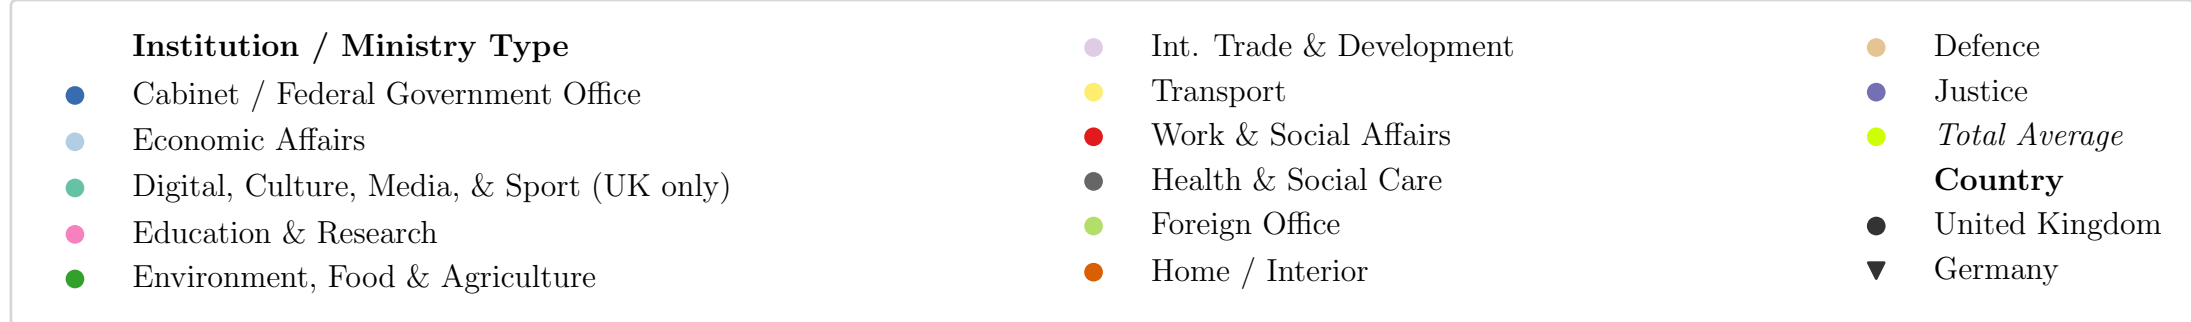 Institution / Ministry Type
Cabinet / Federal Government Office
Economic Affairs
Digital, Culture, Media, & Sport (UK only)
Education & Research
Environment, Food & Agriculture
Int. Trade & Development
Transport
Work & Social Affairs
Health & Social Care
Foreign Office
Home / Interior
Defence
Justice
Total Average
Country
United Kingdom
Germany